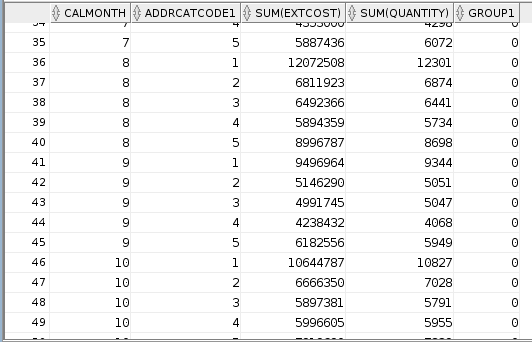 CALMONTH ADDRCATCODE1 SUM(EXTCOST) SUM(QUANTITY) GROUP1
35 7 5 5887436 6072 0
36 8 1 12072508 12301 0
37 8 2 6811923 6874 0
38 8 3 6492366 6441 0
39 8 4 5894359 5734 0
40 8 5 8996787 8698 0
41 9 1 9496964 9344 0
42 9 2 5146290 5051 0
43 9 3 4991745 5047 0
44 9 4 4238432 4068 0
45 9 5 6182556 5949 0
46 10 1 10644787 10827 0
47 10 2 6666350 7028 0
48 10 3 5897381 5791 0
49 10 4 5996605 5955 0